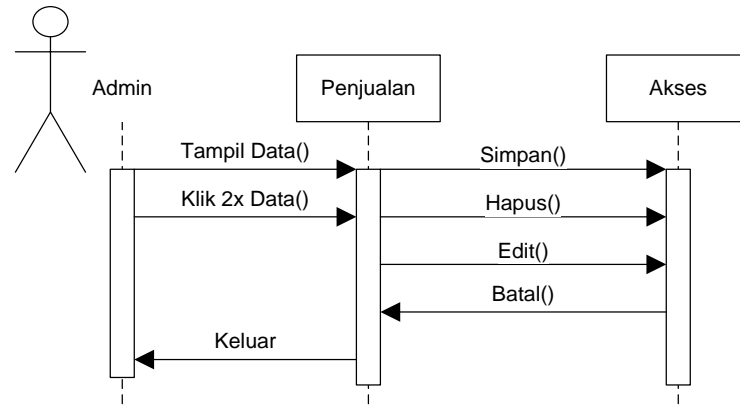 Admin
Penjualan
Akses
Tampil Data()
Simpan()
Klik 2x Data()
Hapus()
Edit()
Batal()
Keluar